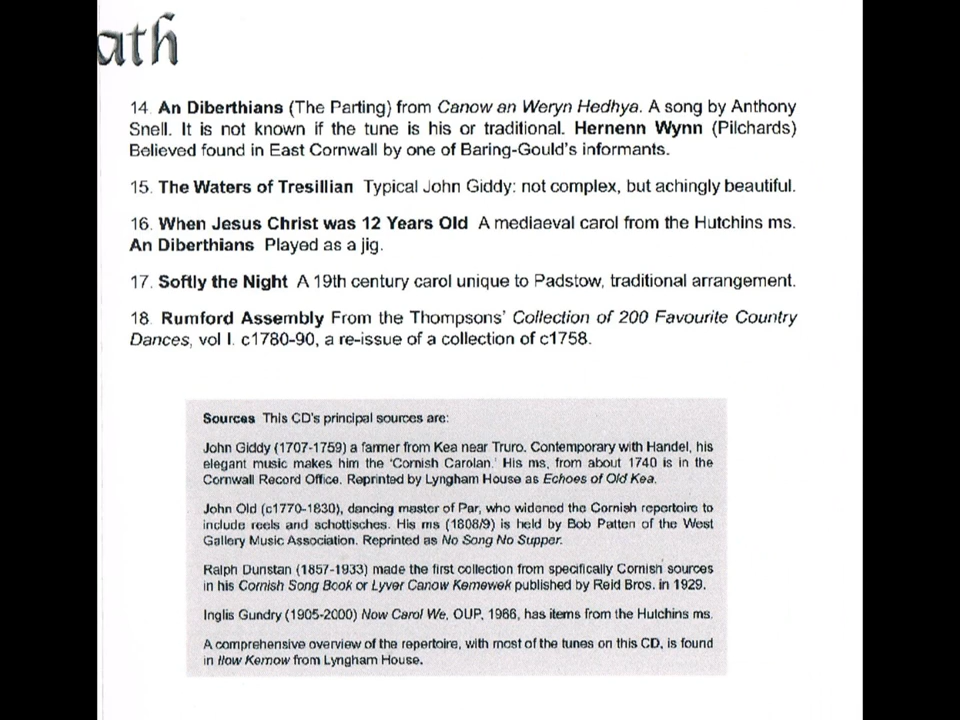 ath
14. An Diberthians (The Parting) from Canow an Weryn Hedhya. A song by Anthony
Snell. It is not known if the tune is his or traditional. Hernenn Wynn (Pilchards)
Believed found in East Cornwall by one of Baring-Gould's informants.
15. The Waters of Tresillian Typical John Giddy: not complex, but achingly beautiful.
16. When Jesus Christ was 12 Years Old A mediaeval carol from the Hutchins ms.
An Diberthians Played as a jig.
17. Softly the Night A 19th century carol unique to Padstow, traditional arrangement.
18. Rumford Assembly From the Thompsons' Collection of 200 Favourite Country
Dances, vol I. c1780-90, a re-issue of a collection of c1758.
Sources This CD's principal sources are:
John Giddy (1707-1759) a farmer from Kea near Truro. Contemporary with Handel, his
elegant music makes him the 'Cornish Carolan.' His ms, from about 1740 is in the
Cornwall Record Office. Reprinted by Lyngham House as Echoes of Old Kea.
John Old (c1770-1830), dancing master of Par, who widened the Cornish repertoire to
include reels and schottisches. His ms (1808/9) is held by Bob Patten of the West
Gallery Music Association. Reprinted as No Song No Supper.
Ralph Dunstan (1857-1933) made the first collection from specifically Cornish sources
in his Cornish Song Book or Lyver Canow Kernewek published by Reid Bros. in 1929.
Inglis Gundry (1905-2000) Now Carol We, OUP, 1966, has items from the Hutchins ms.
A comprehensive overview of the repertoire, with most of the tunes on this CD, is found
in How Kernow from Lyngham House.